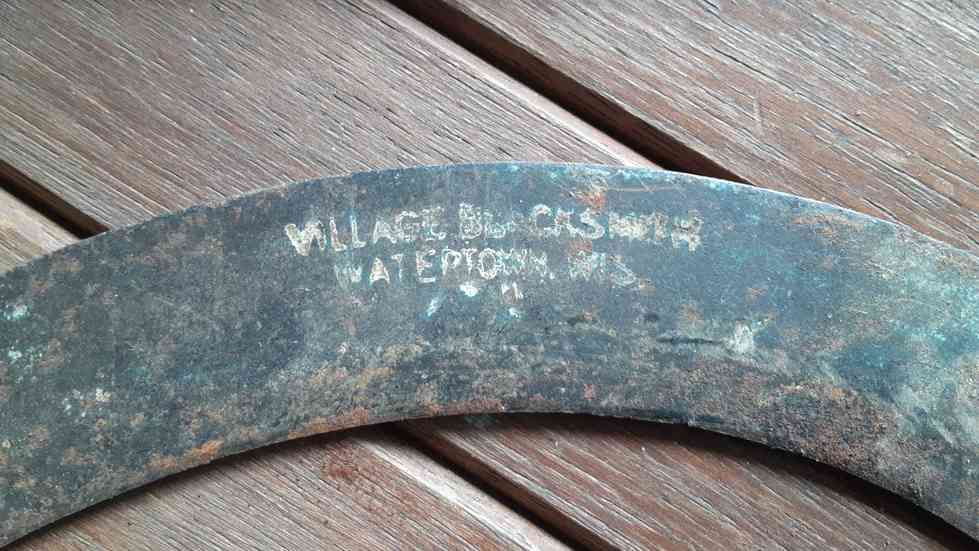 VILLAGE BLACKSMITH
WATERTOWN, WIS.